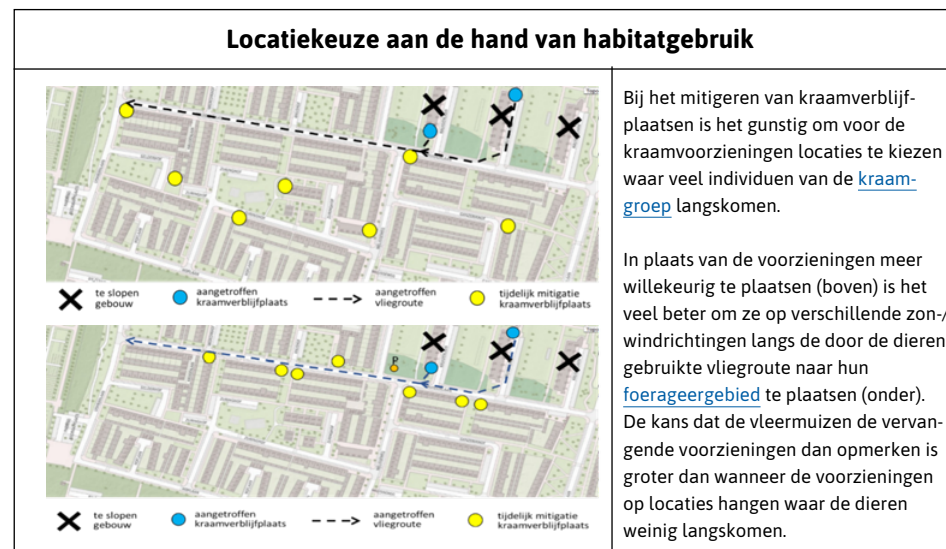 Locatiekeuze aan de hand van habitatgebruik
te slopen
gebouw
aangetroffen
kraamverblijfplaats
aangetroffen
vliegroute
tijdelijk mitigatie
kraamverblijfplaats
P
te slopen
gebouw
aangetroffen
kraamverblijfplaats
aangetroffen
vliegroute
tijdelijk mitigatie
kraamverblijfplaats
Bij het mitigeren van kraamverblijf-
plaatsen is het gunstig om voor de
kraamvoorzieningen locaties te kiezen
waar veel individuen van de kraam-
groep langskomen.
In plaats van de voorzieningen meer
willekeurig te plaatsen (boven) is het
veel beter om ze op verschillende zon-/
windrichtingen langs de door de dieren
gebruikte vliegroute naar hun
foerageergebied te plaatsen (onder).
De kans dat de vleermuizen de vervan-
gende voorzieningen dan opmerken is
groter dan wanneer de voorzieningen
op locaties hangen waar de dieren
weinig langskomen.